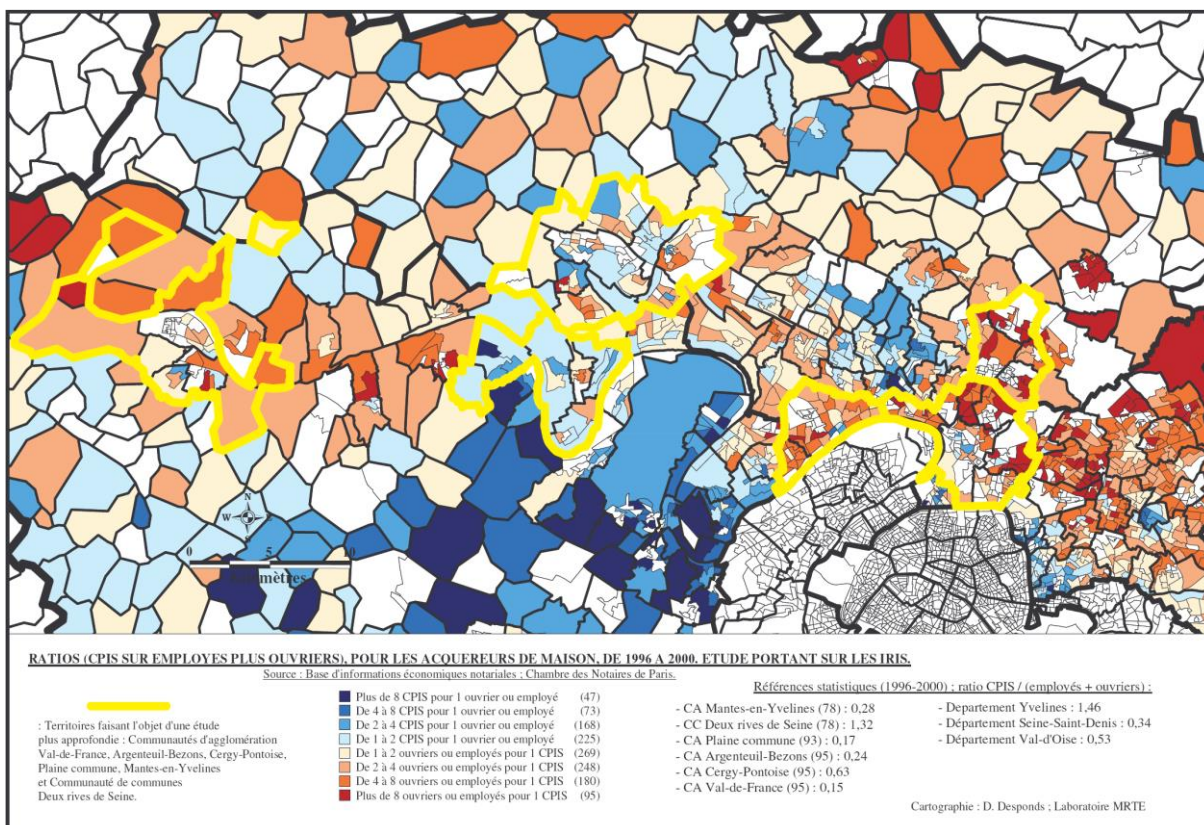 N
W
0 5 0
RATIOS (CPIS SUR EMPLOYES PLUS OUVRIERS), POUR LES ACQUEREURS DE MAISON, DE 1996 A 2000. ETUDE PORTANT SUR LES IRIS.
Source : Base d'informations économiques notariales ; Chambre des Notaires de Paris.
: Territoires faisant l'objet d'une étude
plus approfondie : Communautés d'agglomération
Val-de-France, Argenteuil-Bezons, Cergy-Pontoise,
Plaine commune, Mantes-en-Yvelines
et Communauté de communes
Deux rives de Seine.
Plus de 8 CPIS pour 1 ouvrier ou employé (47)
De 4 à 8 CPIS pour 1 ouvrier ou employé (73)
De 2 à 4 CPIS pour 1 ouvrier ou employé (168)
De 1 à 2 CPIS pour 1 ouvrier ou employé (225)
De 1 à 2 ouvriers ou employés pour 1 CPIS (269)
De 2 à 4 ouvriers ou employés pour 1 CPIS (248)
De 4 à 8 ouvriers ou employés pour 1 CPIS (180)
Plus de 8 ouvriers ou employés pour 1 CPIS (95)
Références statistiques (1996-2000) ; ratio CPIS / (employés + ouvriers) :
- CA Mantes-en-Yvelines (78) : 0,28
- CC Deux rives de Seine (78) : 1,32
- CA Plaine commune (93) : 0,17
- CA Argenteuil-Bezons (95) : 0,24
- CA Cergy-Pontoise (95) : 0,63
- CA Val-de-France (95) : 0,15
- Departement Yvelines : 1,46
- Département Seine-Saint-Denis : 0,34
- Département Val-d'Oise : 0,53
Cartographie : D. Desponds ; Laboratoire MRTE